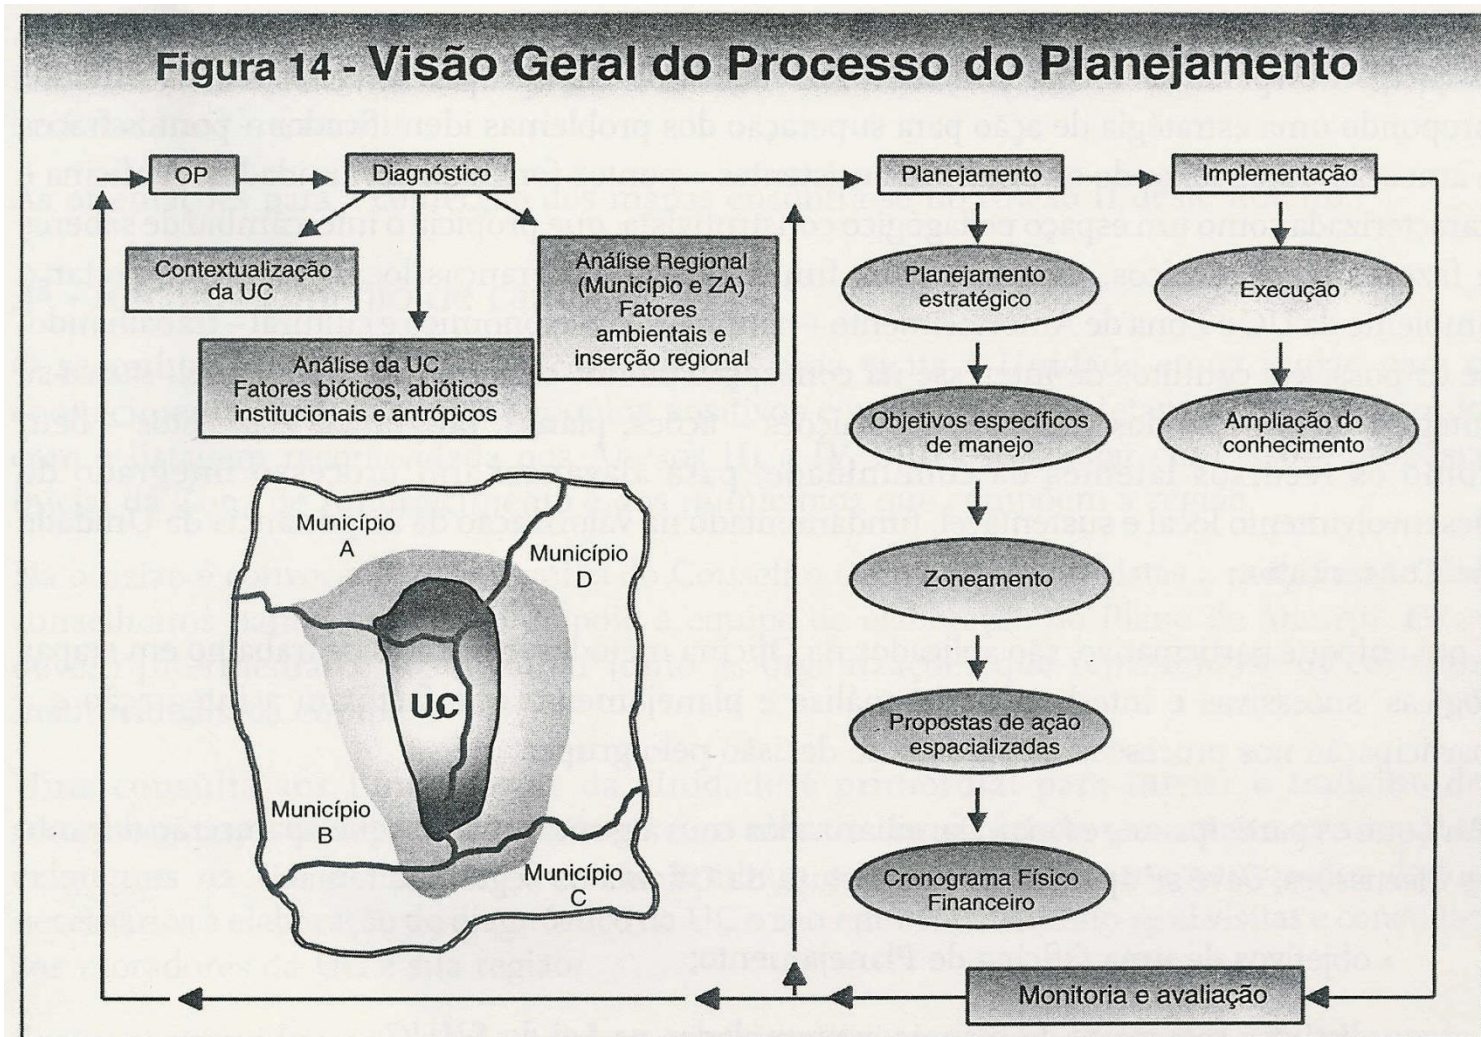 Figura 14 - Visão Geral do Processo do Planejamento
OP
Diagnóstico
Planejamento
Implementação
Contextualização
da UC
Análise da UC
Fatores bióticos, abióticos
institucionais e antrópicos
Análise Regional
(Município e ZA)
Fatores
ambientais e
inserção regional
Planejamento
estratégico
Objetivos específicos
de manejo
Zoneamento
Propostas de ação
espacializadas
Cronograma Físico
Financeiro
Execução
Ampliação do
conhecimento
Município
A
Município
D
UC
Município
B
Município
C
Monitoria e avaliação